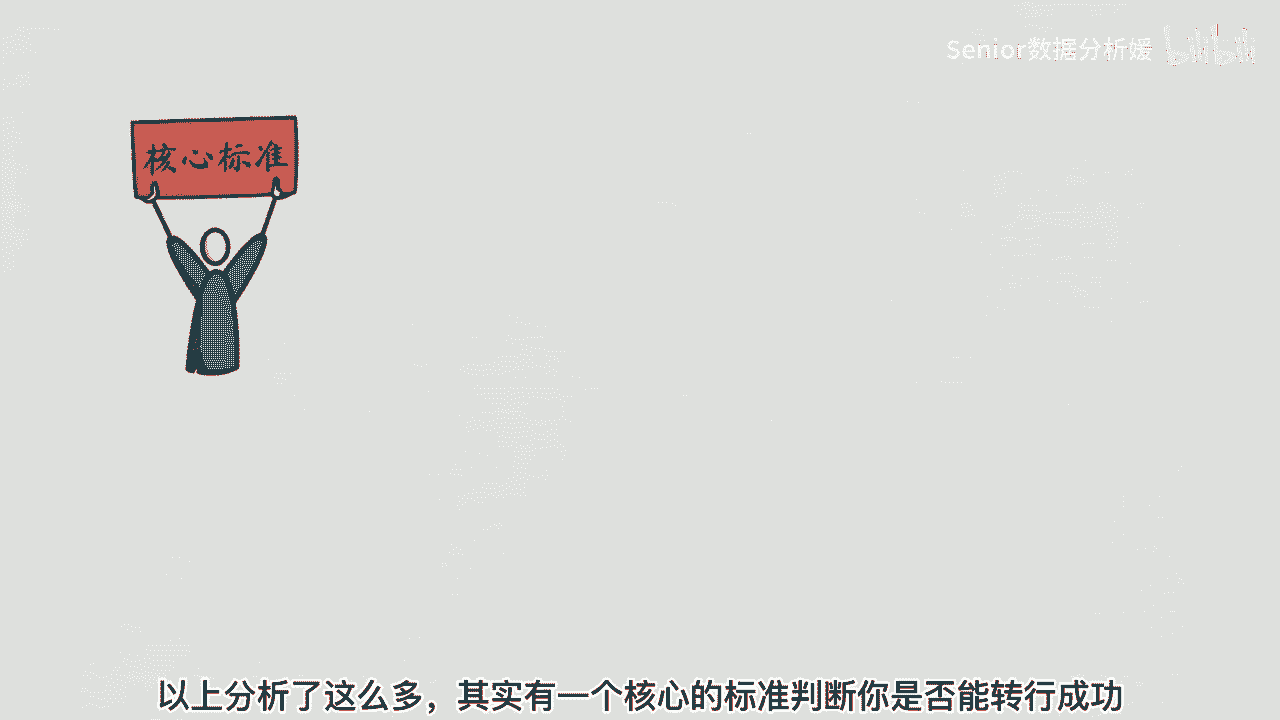 Senior数据分析媛 bilibili
核心标准
以上分析了这么多，其实有一个核心的标准判断你是否能转行成功